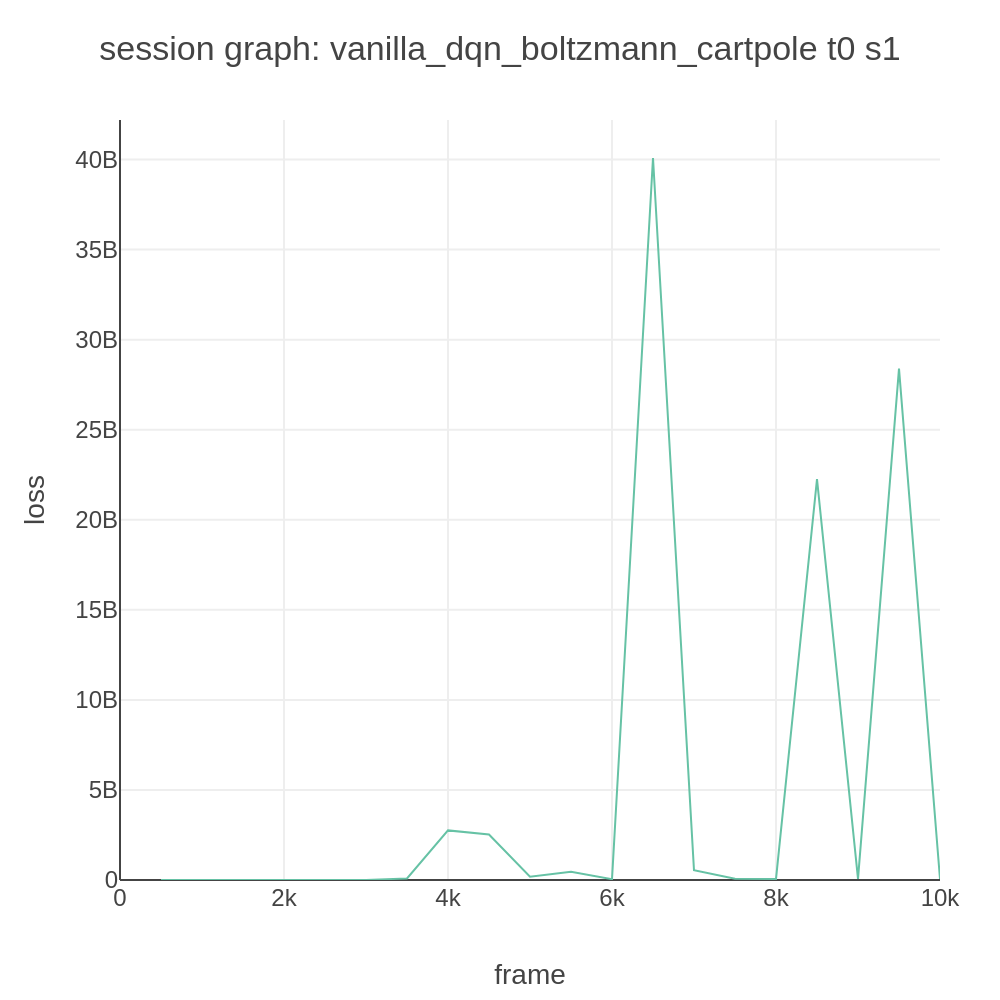 session graph: vanilla_dqn_boltzmann_cartpole t0 s1
40B
35B
30B
25B
20B
15B
10B
5B
0
loss
0 2k 4k 6k 8k 10k
frame